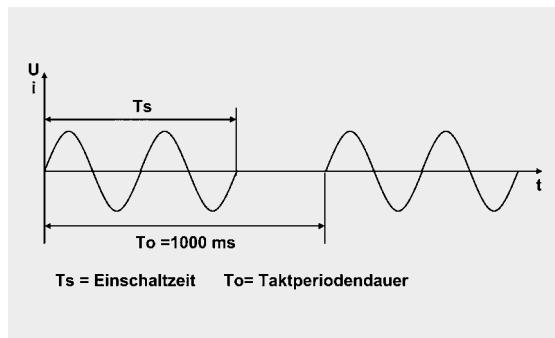 U
i
Ts
t
To =1000 ms
Ts = Einschaltzeit To= Taktperiodendauer